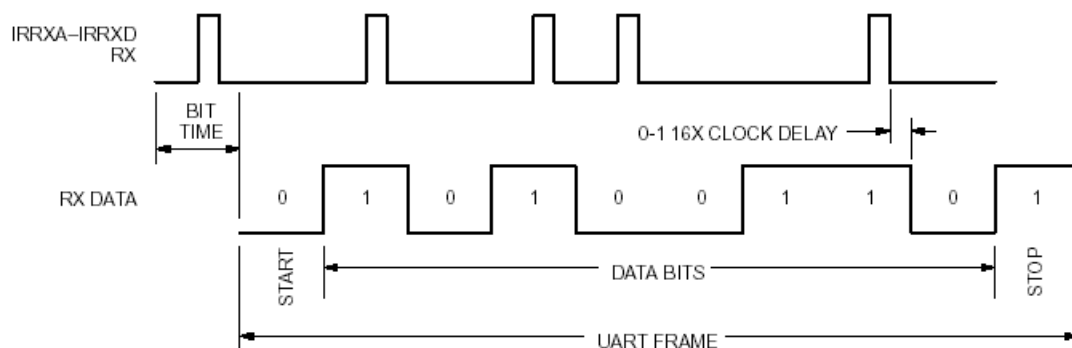 IRRXA–IRRXD
RX
BIT
TIME
0-1 16X CLOCK DELAY
RX DATA
0 1 0 1 0 0 1 1 0 1
START
DATA BITS
STOP
UART FRAME